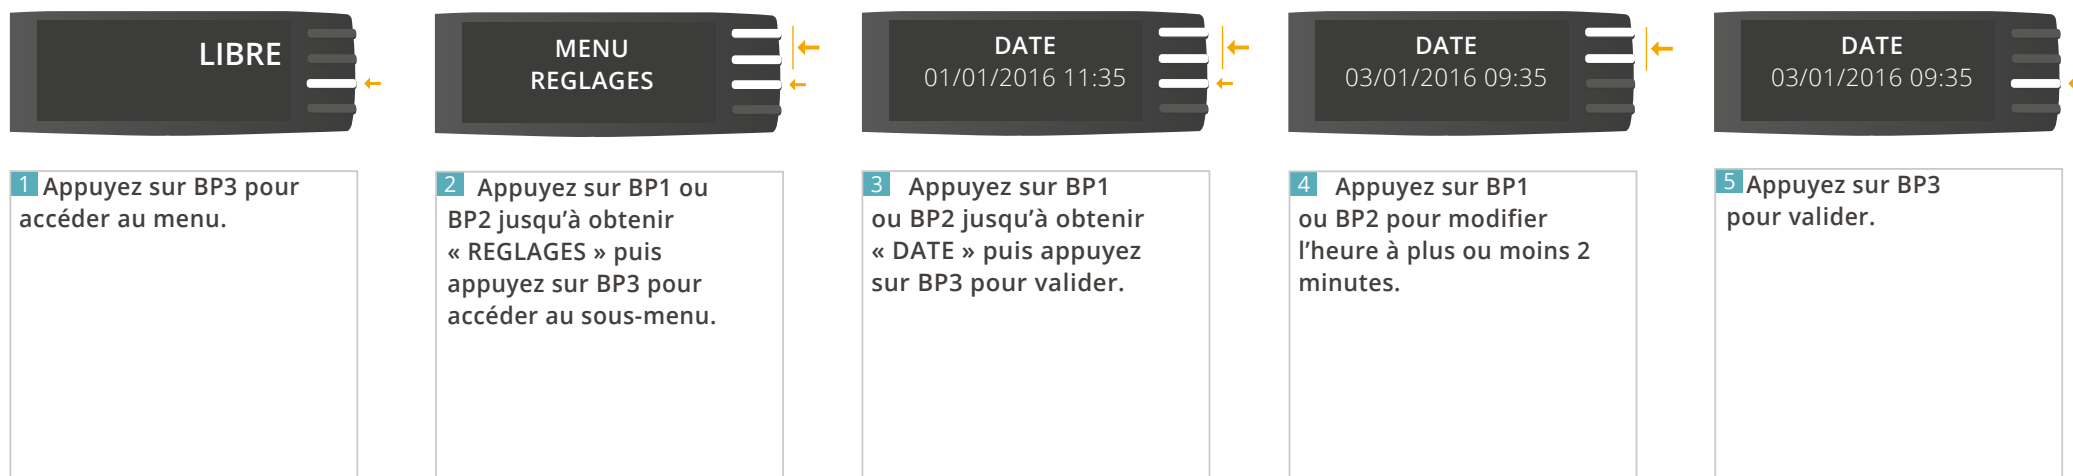 LIBRE
1 Appuyez sur BP3 pour
accéder au menu.
MENU
REGLAGES
2 Appuyez sur BP1 ou
BP2 jusqu’à obtenir
« REGLAGES » puis
appuyez sur BP3 pour
accéder au sous-menu.
DATE
01/01/2016 11:35
3 Appuyez sur BP1
ou BP2 jusqu’à obtenir
« DATE » puis appuyez
sur BP3 pour valider.
DATE
03/01/2016 09:35
4 Appuyez sur BP1
ou BP2 pour modifier
l’heure à plus ou moins 2
minutes.
DATE
03/01/2016 09:35
5 Appuyez sur BP3
pour valider.